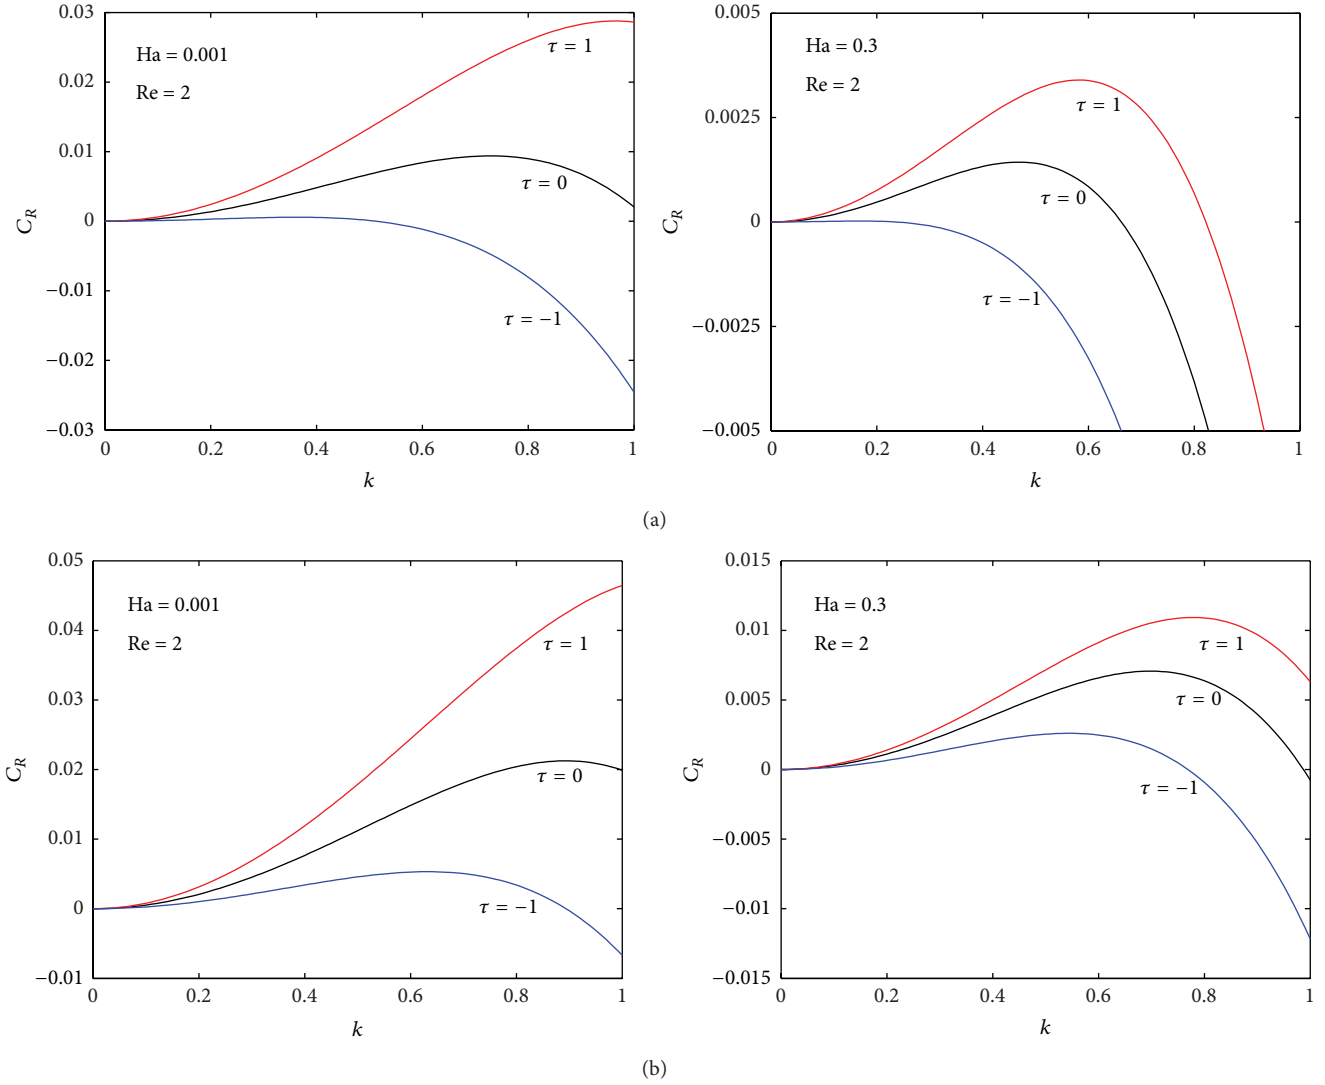 0.03
0.02
0.01
0
−0.01
−0.02
−0.03
C_R
Ha = 0.001
Re = 2
τ = 1
τ = 0
τ = −1
0 0.2 0.4 0.6 0.8 1
k
0.005
0.0025
0
−0.0025
−0.005
C_R
Ha = 0.3
Re = 2
τ = 1
τ = 0
τ = −1
0 0.2 0.4 0.6 0.8 1
k
(a)
0.05
0.04
0.03
0.02
0.01
0
−0.01
C_R
Ha = 0.001
Re = 2
τ = 1
τ = 0
τ = −1
0 0.2 0.4 0.6 0.8 1
k
0.015
0.01
0.005
0
−0.005
−0.01
−0.015
C_R
Ha = 0.3
Re = 2
τ = 1
τ = 0
τ = −1
0 0.2 0.4 0.6 0.8 1
k
(b)